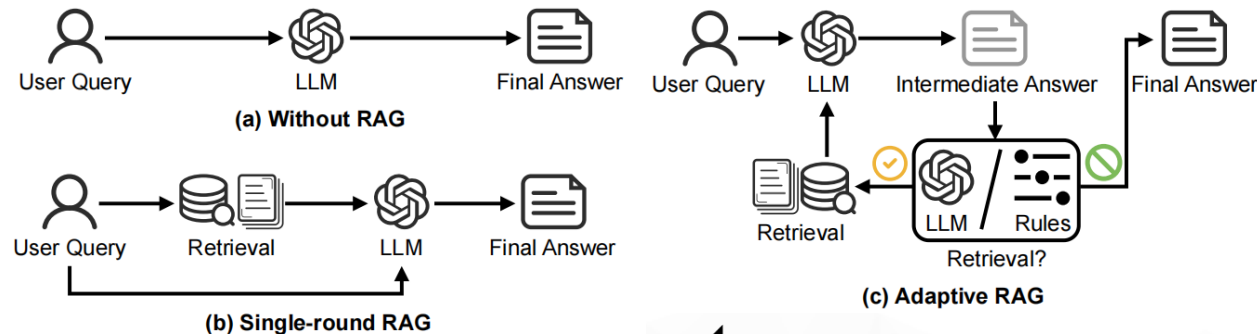 User Query
LLM
Final Answer
(a) Without RAG
User Query
Retrieval
LLM
Final Answer
(b) Single-round RAG
User Query
LLM
Intermediate Answer
Final Answer
Retrieval
LLM
Rules
Retrieval?
(c) Adaptive RAG